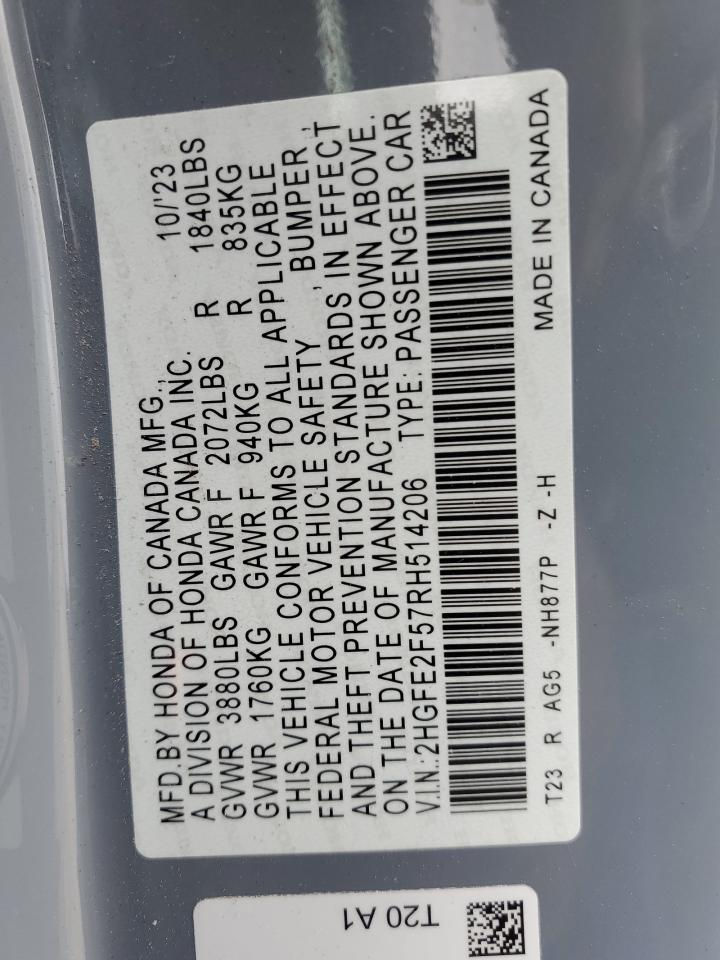 MFD.BY HONDA OF CANADA MFG., 10/'23
A DIVISION OF HONDA CANADA INC.
GVWR 3880LBS GAWR F 2072LBS R 1840LBS
GVWR 1760KG GAWR F 940KG R 835KG
THIS VEHICLE CONFORMS TO ALL APPLICABLE
FEDERAL MOTOR VEHICLE SAFETY , BUMPER ,
AND THEFT PREVENTION STANDARDS IN EFFECT
ON THE DATE OF MANUFACTURE SHOWN ABOVE.
V.I.N.:2HGFE2F57RH514206 TYPE: PASSENGER CAR
T23 R AG5 -NH877P -Z -H MADE IN CANADA
T20 A1